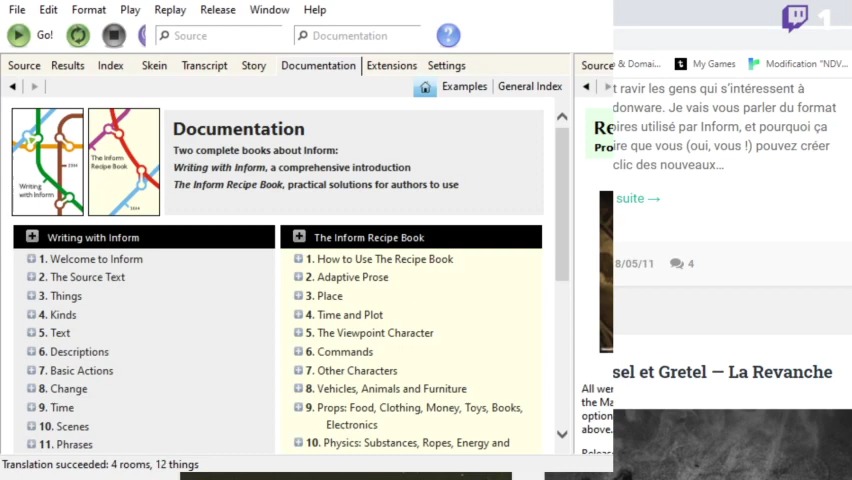 File Edit Format Play Replay Release Window Help
Go! Source Documentation
Source Results Index Skein Transcript Story Documentation Extensions Settings
Examples General Index
Writing with Inform
The Inform Recipe Book
Documentation
Two complete books about Inform:
Writing with Inform, a comprehensive introduction
The Inform Recipe Book, practical solutions for authors to use
Writing with Inform
1. Welcome to Inform
2. The Source Text
3. Things
4. Kinds
5. Text
6. Descriptions
7. Basic Actions
8. Change
9. Time
10. Scenes
11. Phrases
The Inform Recipe Book
1. How to Use The Recipe Book
2. Adaptive Prose
3. Place
4. Time and Plot
5. The Viewpoint Character
6. Commands
7. Other Characters
8. Vehicles, Animals and Furniture
9. Props: Food, Clothing, Money, Toys, Books,
Electronics
10. Physics: Substances, Ropes, Energy and
Translation succeeded: 4 rooms, 12 things
Source
Re
Pro
All wer
the Ma
option
above.
Release
1
& Domai... My Games Modification "NDV...
t ravir les gens qui s'intéressent à
donware. Je vais vous parler du format
oires utilisé par Inform, et pourquoi ça
ire que vous (oui, vous !) pouvez créer
clic des nouveaux...
suite →
8/05/11 4
sel et Gretel — La Revanche